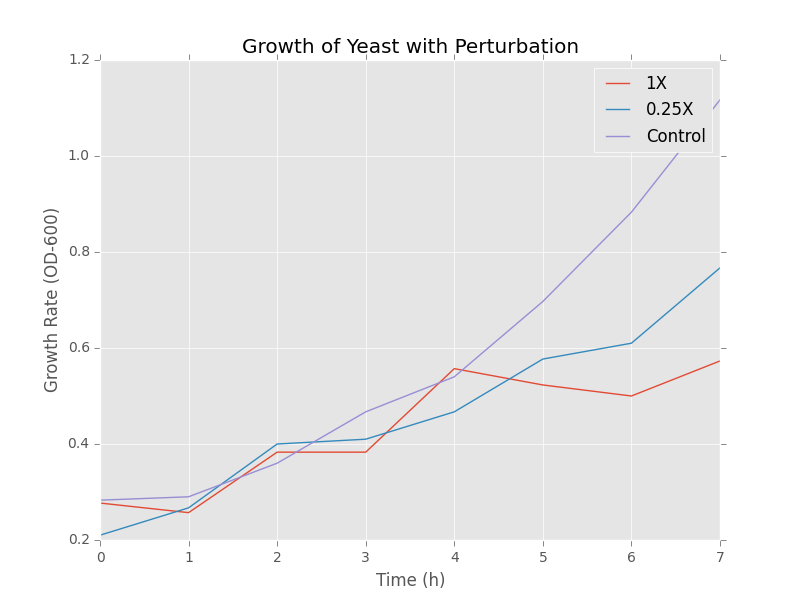 Growth of Yeast with Perturbation
1.2
1X
0.25X
Control
1.0
0.8
0.6
0.4
0.2
Growth Rate (OD-600)
0 1 2 3 4 5 6 7
Time (h)